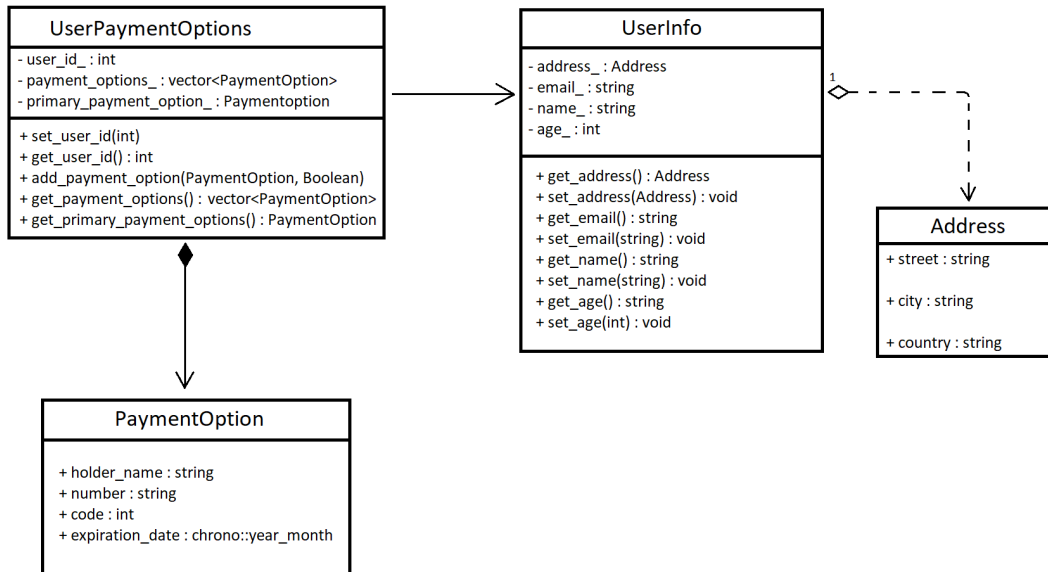 UserPaymentOptions
- user_id_ : int
- payment_options_ : vector<PaymentOption>
- primary_payment_option_ : Paymentoption
+ set_user_id(int)
+ get_user_id() : int
+ add_payment_option(PaymentOption, Boolean)
+ get_payment_options() : vector<PaymentOption>
+ get_primary_payment_options() : PaymentOption
UserInfo
- address_ : Address
- email_ : string
- name_ : string
- age_ : int
+ get_address() : Address
+ set_address(Address) : void
+ get_email() : string
+ set_email(string) : void
+ get_name() : string
+ set_name(string) : void
+ get_age() : string
+ set_age(int) : void
1
Address
+ street : string
+ city : string
+ country : string
PaymentOption
+ holder_name : string
+ number : string
+ code : int
+ expiration_date : chrono::year_month